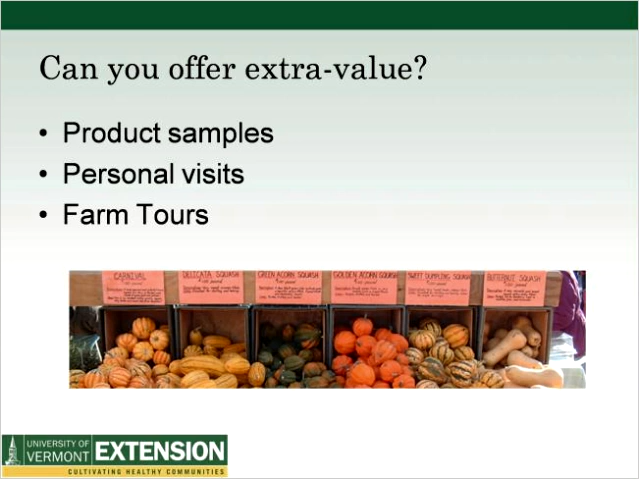 Can you offer extra-value?
• Product samples
• Personal visits
• Farm Tours
CARNIVAL
DELICATA SQUASH
GREEN ACORN SQUASH
GOLDEN ACORN SQUASH
SWEET DUMPLING SQUASH
BUTTERNUT SQUASH
UNIVERSITY OF
VERMONT
EXTENSION
CULTIVATING HEALTHY COMMUNITIES